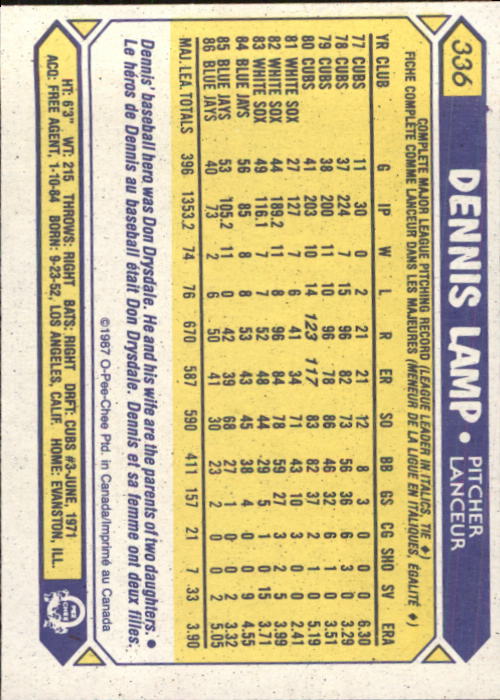 336
DENNIS LAMP • PITCHER
LANCEUR
COMPLETE MAJOR LEAGUE PITCHING RECORD (LEAGUE LEADER IN ITALICS, TIE ♦)
FICHE COMPLÈTE COMME LANCEUR DANS LES MAJEURES (MENEUR DE LA LIGUE EN ITALIQUES, ÉGALITÉ ♦)
YR CLUB G IP W L R ER SO BB GS CG SHO SV ERA
77 CUBS 11 30 0 2 21 21 12 8 3 0 0 0 6.30
78 CUBS 37 224 7 15 96 82 73 56 36 6 3 0 3.29
79 CUBS 38 200 11 10 96 78 86 46 32 6 1 0 3.51
80 CUBS 41 203 10 14 123 117 83 82 37 2 1 0 5.19
81 WHITE SOX 27 127 7 6 41 34 71 43 10 3 0 0 2.41
82 WHITE SOX 44 189.2 11 8 96 84 78 59 27 3 2 5 3.99
83 WHITE SOX 49 116.1 7 7 52 48 44 29 5 1 0 15 3.71
84 BLUE JAYS 56 85 8 8 53 43 45 38 4 0 0 9 4.55
85 BLUE JAYS 53 105.2 11 0 42 39 68 27 1 0 0 2 3.32
86 BLUE JAYS 40 73 2 6 50 41 30 23 2 0 0 2 5.05
MAJ. LEA. TOTALS 396 1353.2 74 76 670 587 590 411 157 21 7 33 3.90
Dennis' baseball hero was Don Drysdale. He and his wife are the parents of two daughters. •
Le héros de Dennis au baseball était Don Drysdale. Dennis et sa femme ont deux filles.
©1987 O-Pee-Chee Ptd. in Canada/Imprimé au Canada
HT: 6'3" WT: 215 THROWS: RIGHT BATS: RIGHT DRFT: CUBS #3-JUNE, 1971
ACQ: FREE AGENT, 1-10-84 BORN: 9-23-52, LOS ANGELES, CALIF. HOME: EVANSTON, ILL.
O PEE CHEE